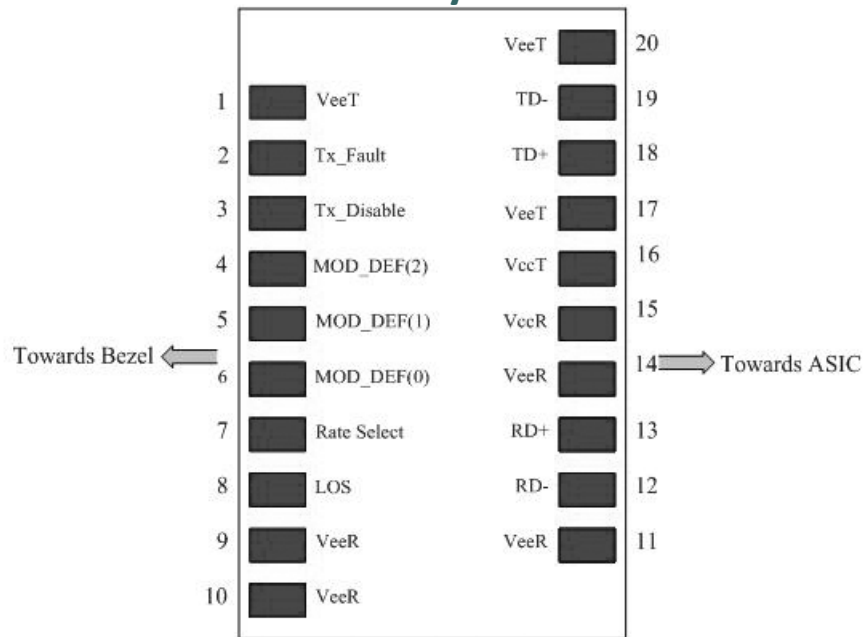 VeeT 20
1 VeeT TD- 19
2 Tx_Fault TD+ 18
3 Tx_Disable VeeT 17
4 MOD_DEF(2) VccT 16
5 MOD_DEF(1) VccR 15
Towards Bezel
6 MOD_DEF(0) VeeR 14
Towards ASIC
7 Rate Select RD+ 13
8 LOS RD- 12
9 VeeR VeeR 11
10 VeeR